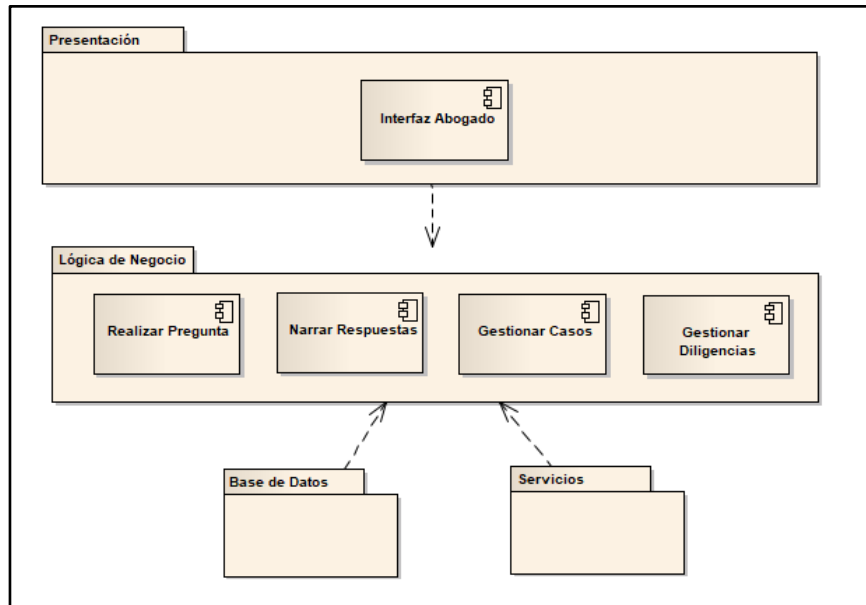 Presentación
Interfaz Abogado
Lógica de Negocio
Realizar Pregunta
Narrar Respuestas
Gestionar Casos
Gestionar
Diligencias
Base de Datos
Servicios